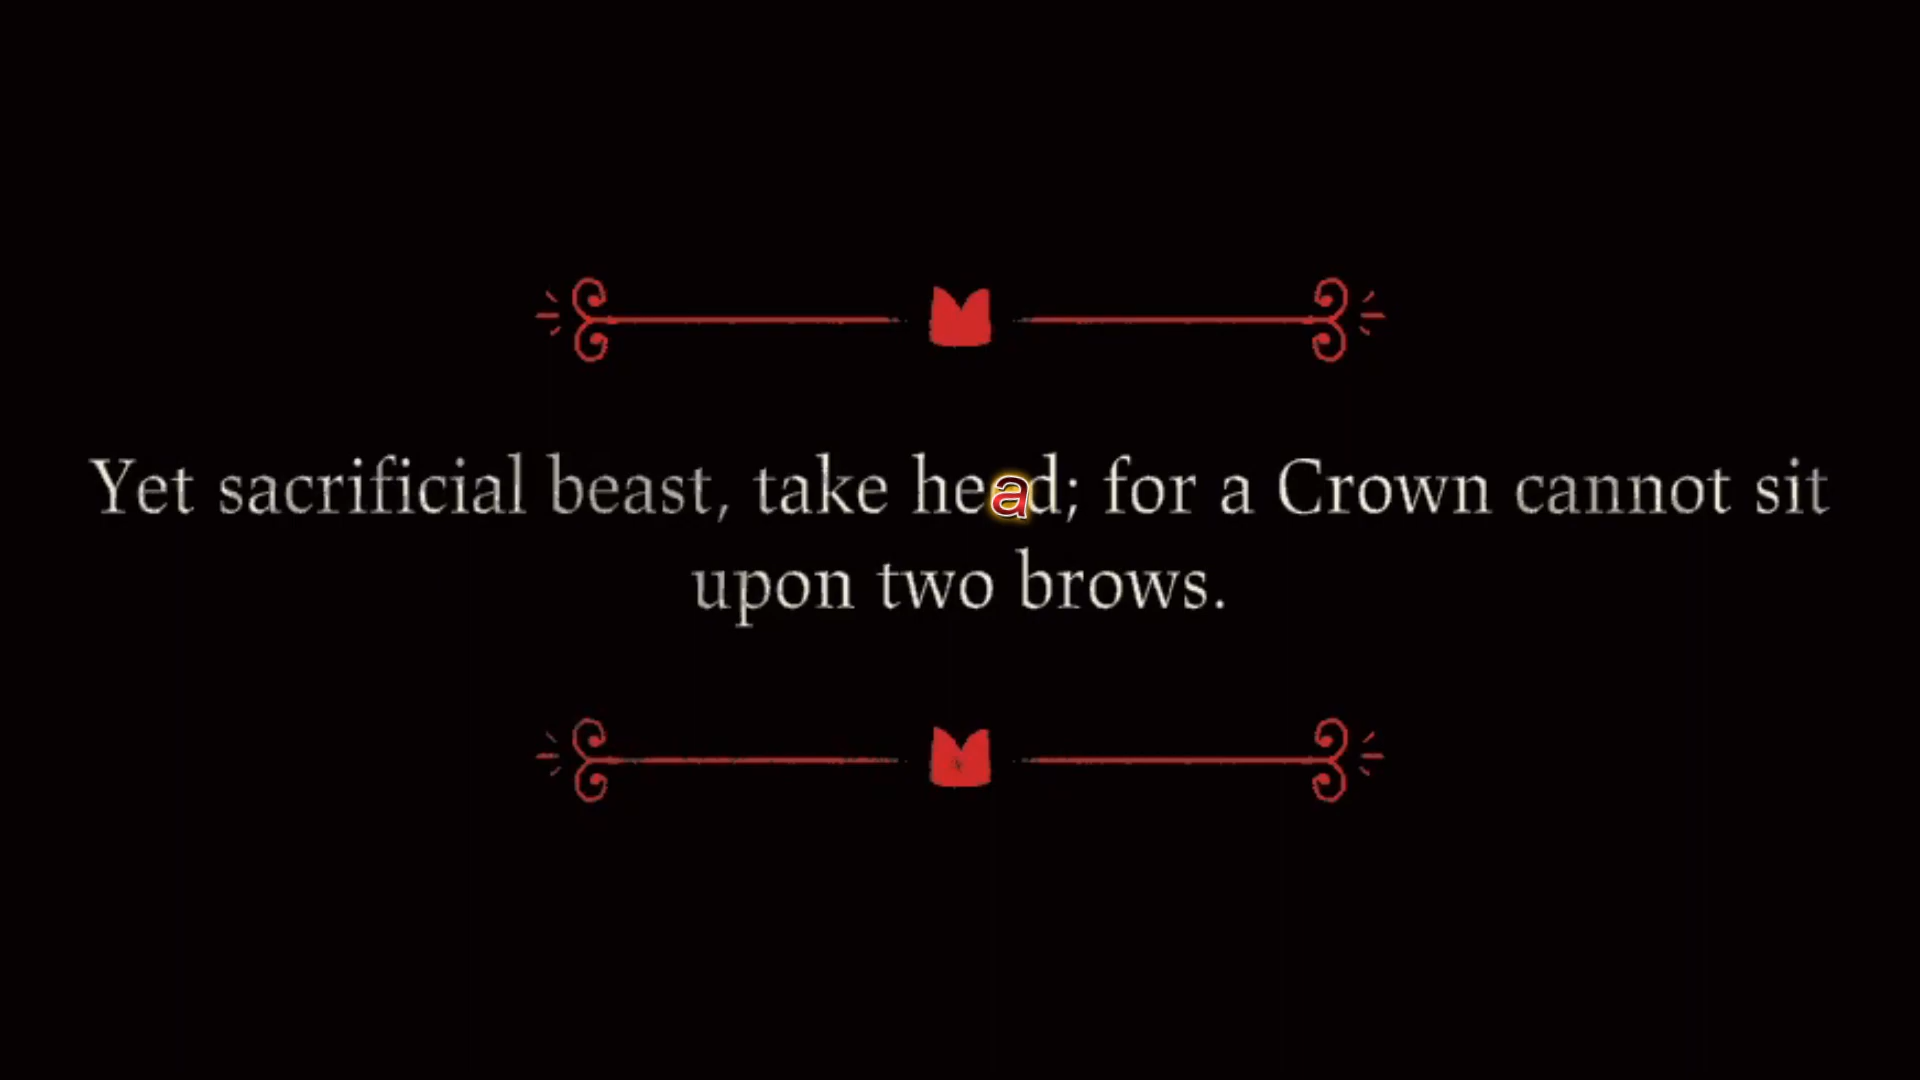 Yet sacrificial beast, take head; for a Crown cannot sit
upon two brows.